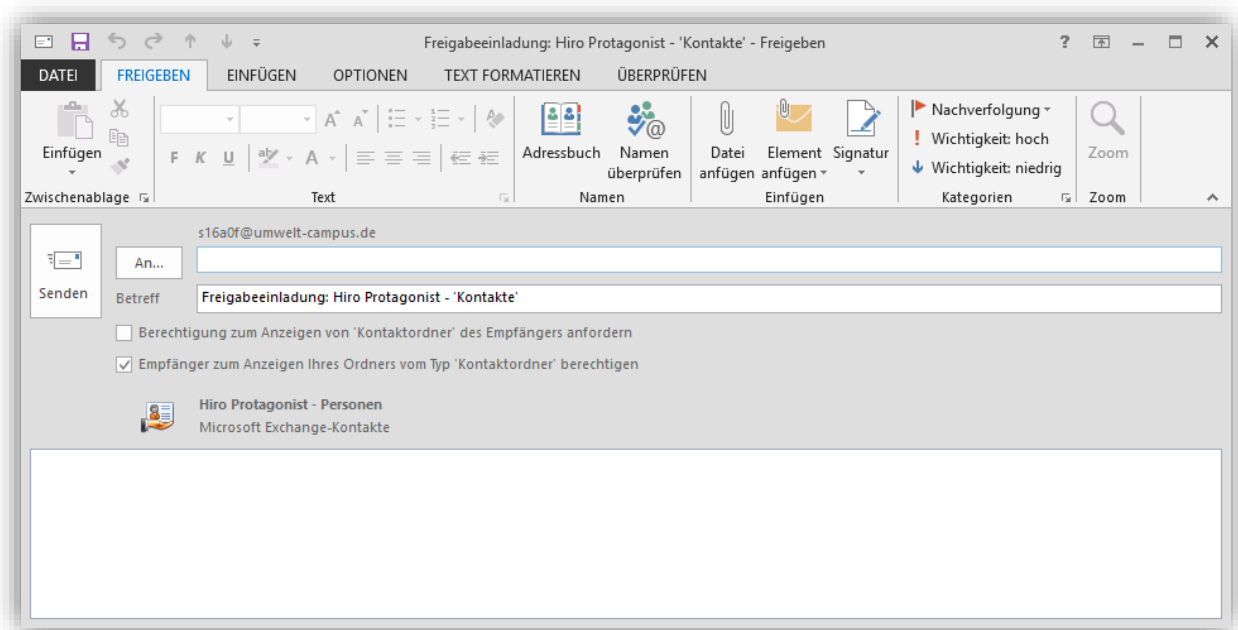 Freigabeeinladung: Hiro Protagonist - 'Kontakte' - Freigeben ?
DATEI FREIGEBEN EINFÜGEN OPTIONEN TEXT FORMATIEREN ÜBERPRÜFEN
Einfügen
F K U aby A A A A
Adressbuch
Namen überprüfen
Datei anfügen
Element anfügen
Signatur
Nachverfolgung
Wichtigkeit: hoch
Wichtigkeit: niedrig
Zoom
Zwischenablage Text Namen Einfügen Kategorien Zoom
s16a0f@umwelt-campus.de
Senden
An...
Betreff Freigabeeinladung: Hiro Protagonist - 'Kontakte'
Berechtigung zum Anzeigen von 'Kontaktordner' des Empfängers anfordern
Empfänger zum Anzeigen Ihres Ordners vom Typ 'Kontaktordner' berechtigen
Hiro Protagonist - Personen
Microsoft Exchange-Kontakte